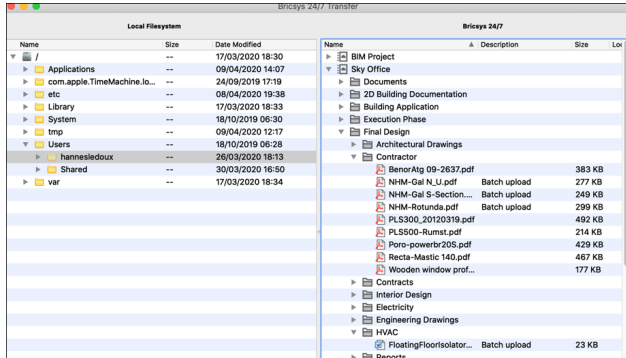 Bricsys 24/7 Transfer
Local Filesystem
Name Size Date Modified
/ -- 17/03/2020 18:30
Applications -- 09/04/2020 14:07
com.apple.TimeMachine.lo... -- 24/09/2019 17:19
etc -- 08/04/2020 19:38
Library -- 17/03/2020 18:33
System -- 18/10/2019 06:30
tmp -- 09/04/2020 12:17
Users -- 18/10/2019 06:28
hannesledoux -- 26/03/2020 18:13
Shared -- 30/03/2020 16:50
var -- 17/03/2020 18:34
Bricsys 24/7
Name Description Size Loc
BIM Project
Sky Office
Documents
2D Building Documentation
Building Application
Execution Phase
Final Design
Architectural Drawings
Contractor
BenorAtg 09-2637.pdf 383 KB
NHM-Gal N_U.pdf Batch upload 277 KB
NHM-Gal S-Section.... Batch upload 249 KB
NHM-Rotunda.pdf Batch upload 299 KB
PLS300_20120319.pdf 492 KB
PLS500-Rumst.pdf 214 KB
Poro-powerbr20S.pdf 429 KB
Recta-Mastic 140.pdf 467 KB
Wooden window prof... 177 KB
Contracts
Interior Design
Electricity
Engineering Drawings
HVAC
FloatingFloorIsolator... Batch upload 23 KB
Reports